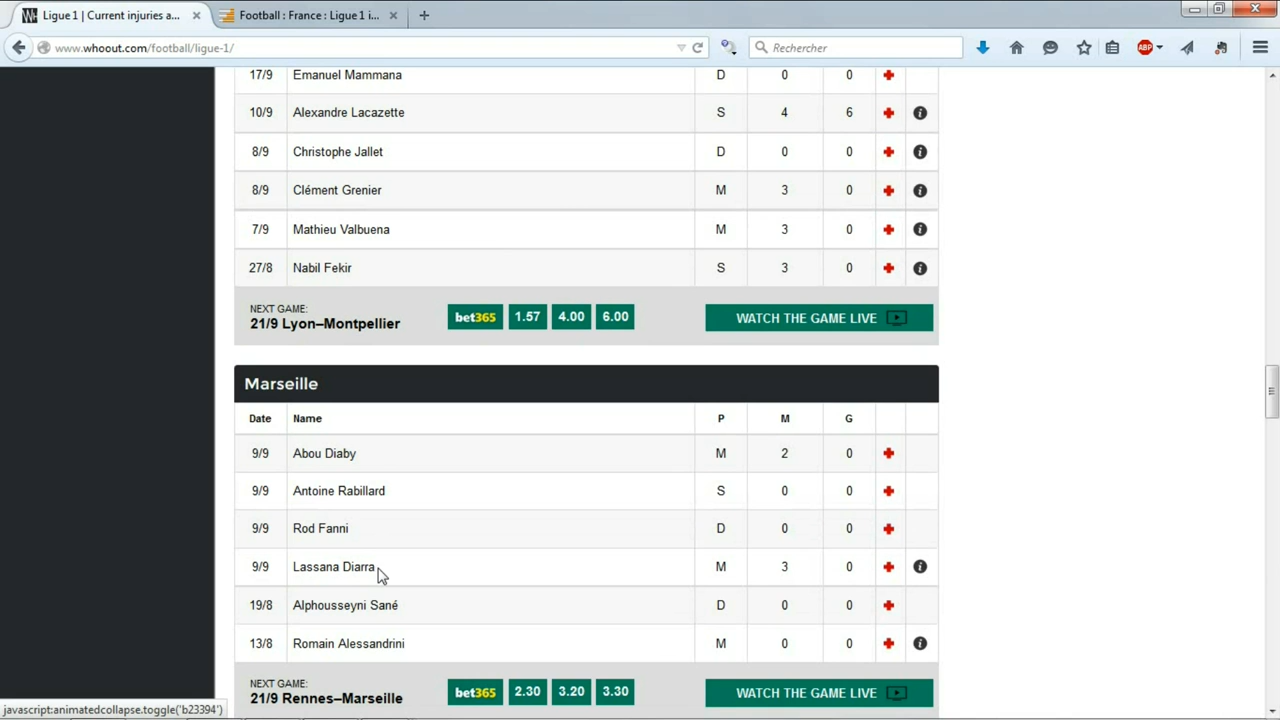 Ligue 1 | Current injuries a...
Football : France : Ligue 1 i...
www.whoout.com/football/ligue-1/
Rechercher
ABP
17/9 Emanuel Mammana D 0 0
10/9 Alexandre Lacazette S 4 6
8/9 Christophe Jallet D 0 0
8/9 Clément Grenier M 3 0
7/9 Mathieu Valbuena M 3 0
27/8 Nabil Fekir S 3 0
NEXT GAME:
21/9 Lyon–Montpellier bet365 1.57 4.00 6.00 WATCH THE GAME LIVE
Marseille
Date Name P M G
9/9 Abou Diaby M 2 0
9/9 Antoine Rabillard S 0 0
9/9 Rod Fanni D 0 0
9/9 Lassana Diarra M 3 0
19/8 Alphousseyni Sané D 0 0
13/8 Romain Alessandrini M 0 0
NEXT GAME:
21/9 Rennes–Marseille bet365 2.30 3.20 3.30 WATCH THE GAME LIVE
javascript:animatedcollapse.toggle('b23394')